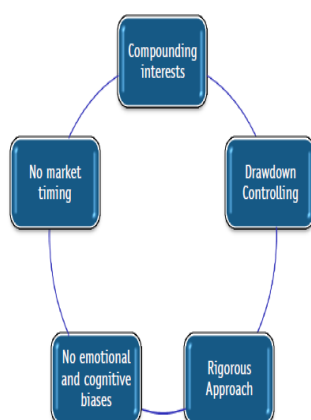 Compounding
interests
No market
timing
Drawdown
Controlling
No emotional
and cognitive
biases
Rigorous
Approach